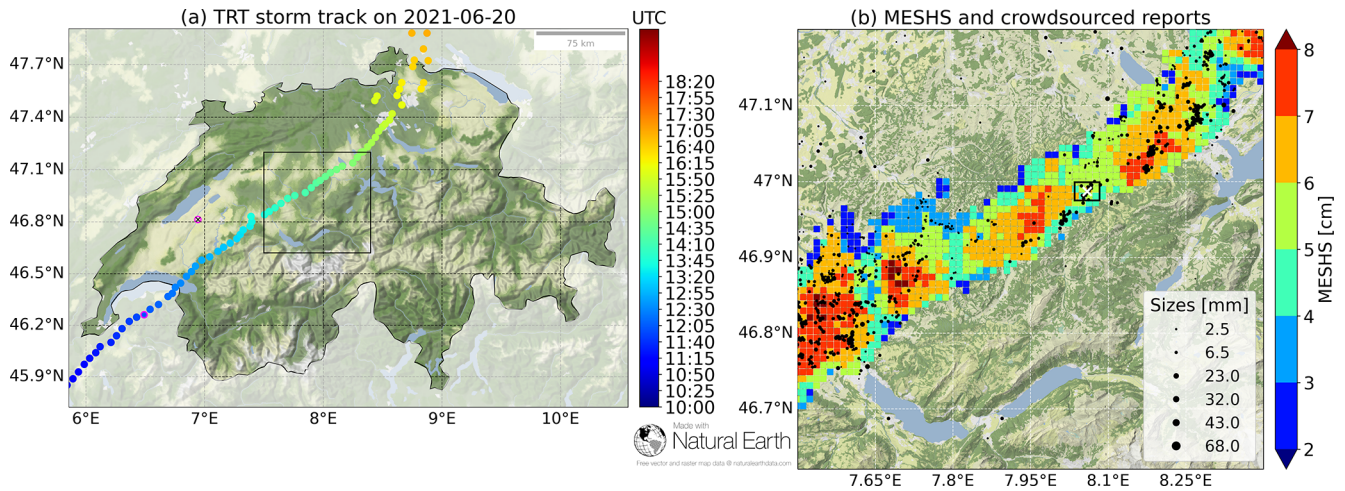 (a) TRT storm track on 2021-06-20
UTC
(b) MESHS and crowdsourced reports
75 km
47.7°N
47.4°N
47.1°N
46.8°N
46.5°N
46.2°N
45.9°N
6°E
7°E
8°E
9°E
10°E
18:20
17:55
17:30
17:05
16:40
16:15
15:50
15:25
15:00
14:35
14:10
13:45
13:20
12:55
12:30
12:05
11:40
11:15
10:50
10:25
10:00
Made with
Natural Earth
Free vector and raster map data @ naturalearthdata.com
47.1°N
47°N
46.9°N
46.8°N
46.7°N
7.65°E
7.8°E
7.95°E
8.1°E
8.25°E
Sizes [mm]
2.5
6.5
23.0
32.0
43.0
68.0
8
7
6
5
4
3
2
MESHS [cm]